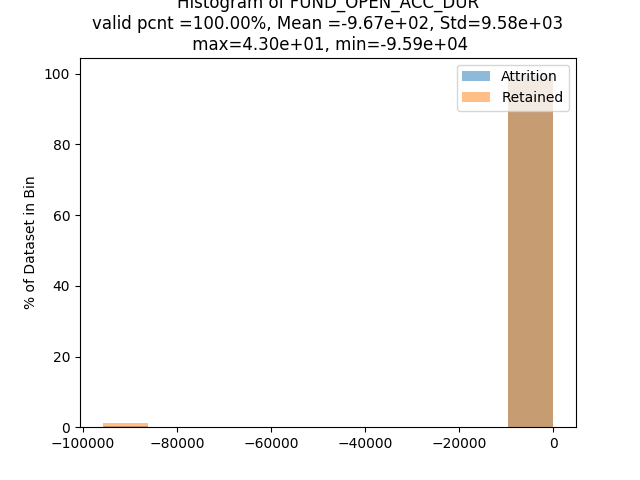 Histogram of FUND_OPEN_ACC_DUR
valid pcnt =100.00%, Mean =-9.67e+02, Std=9.58e+03
max=4.30e+01, min=-9.59e+04
Attrition
Retained
% of Dataset in Bin
100
80
60
40
20
0
−100000 −80000 −60000 −40000 −20000 0